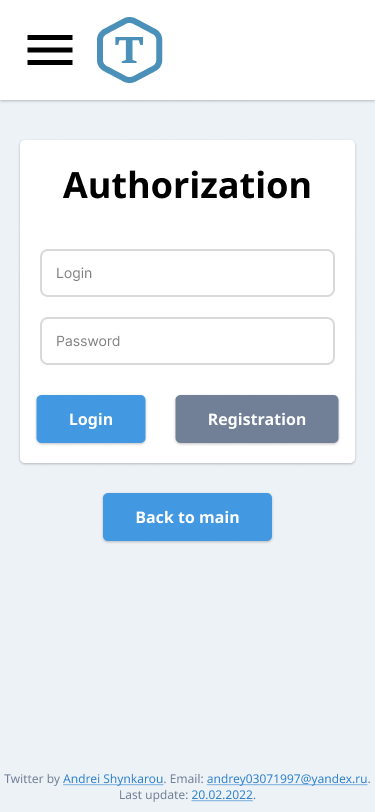 T
Authorization
Login
Password
Login
Registration
Back to main
Twitter by Andrei Shynkarou. Email: andrey03071997@yandex.ru.
Last update: 20.02.2022.